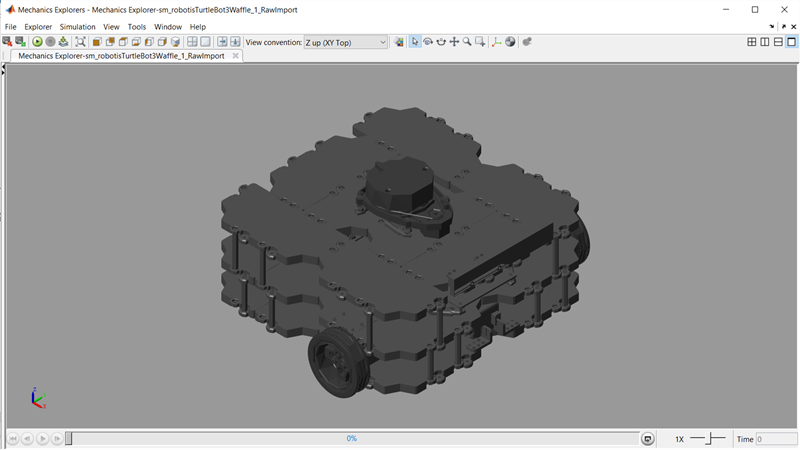 Mechanics Explorers - Mechanics Explorer-sm_robotisTurtleBot3Waffle_1_RawImport
File Explorer Simulation View Tools Window Help
View convention: Z up (XY Top)
Mechanics Explorer-sm_robotisTurtleBot3Waffle_1_RawImport
Z
X
0%
1X
Time 0